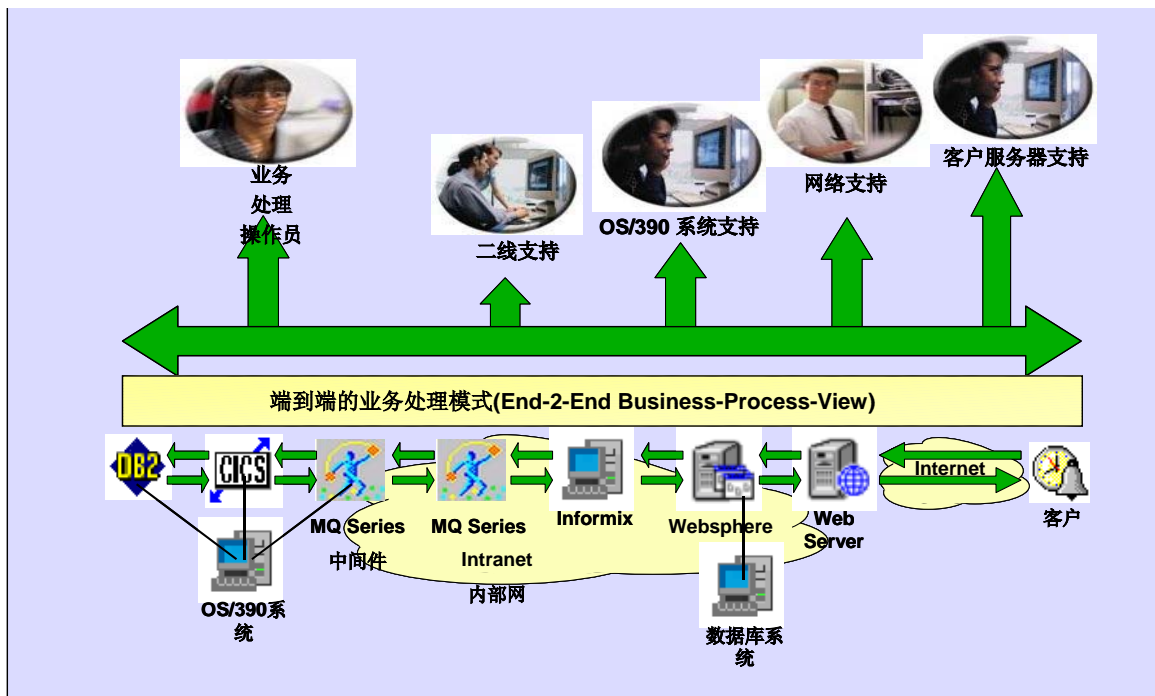 业务
处理
操作员
二线支持
OS/390 系统支持
网络支持
客户服务器支持
端到端的业务处理模式(End-2-End Business-Process-View)
DB2
CICS
MQ Series
中间件
MQ Series
Intranet
内部网
Informix
Websphere
Web
Server
Internet
客户
OS/390系
统
数据库系
统